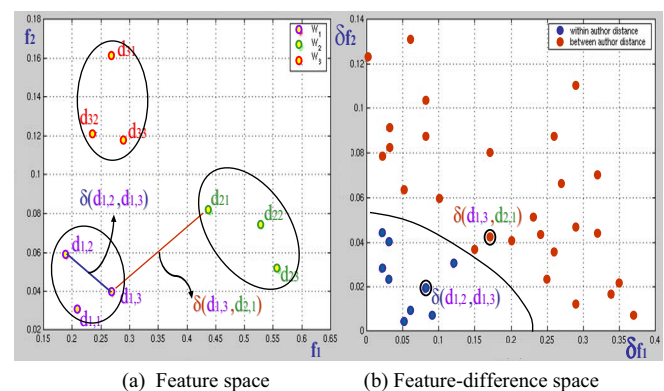 (a)
f₂
W₁
W₂
W₃
0.16
0.14
0.12
0.1
0.08
0.06
0.04
0.02
d₃₁
d₃₂
d₃₃
δ(d₁,₂,d₁,₃)
d₂₁
d₂₂
d₂₃
d₁,₂
d₁,₃
d₁,₁
δ(d₁,₃,d₂,₁)
0.15 0.2 0.25 0.3 0.35 0.4 0.45 0.5 0.55 0.6 0.65
f₁
(b)
δf₂
within author distance
between author distance
0.14
0.12
0.1
0.08
0.06
0.04
0.02
0
δ(d₁,₃,d₂,₁)
δ(d₁,₂,d₁,₃)
0 0.05 0.1 0.15 0.2 0.25 0.3 0.35 0.4
δf₁
(a) Feature space
(b) Feature-difference space